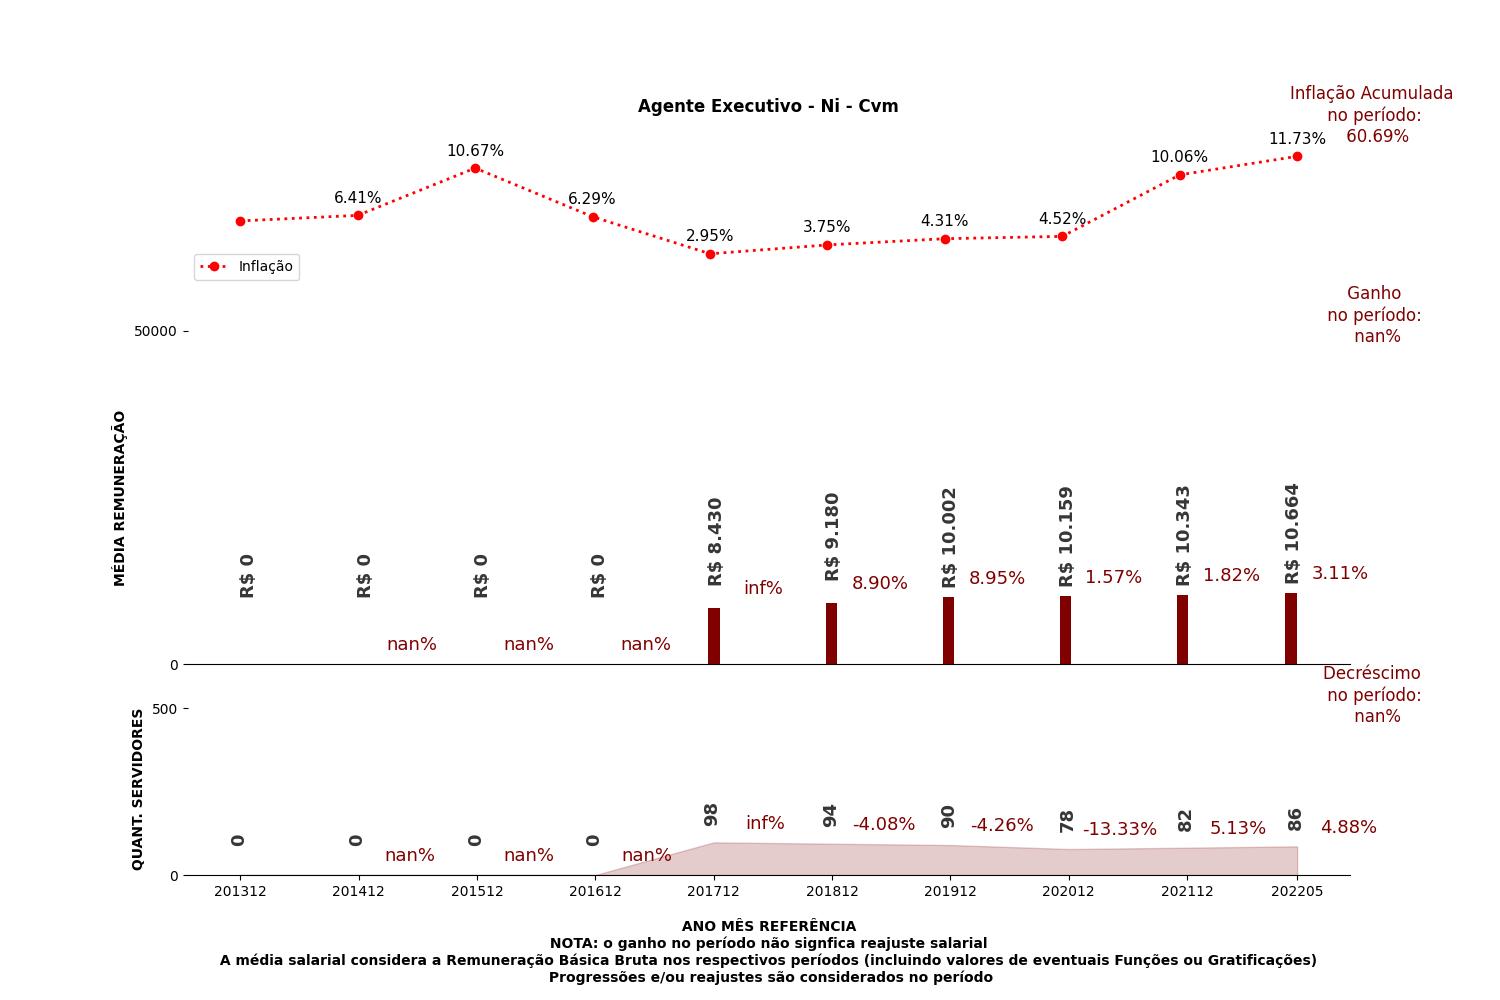 Agente Executivo - Ni - Cvm
Inflação Acumulada
no período:
60.69%
6.41%
10.67%
6.29%
2.95%
3.75%
4.31%
4.52%
10.06%
11.73%
Inflação
Ganho
no período:
nan%
50000
0
MÉDIA REMUNERAÇÃO
R$ 0
R$ 0
R$ 0
R$ 0
R$ 8.430
R$ 9.180
R$ 10.002
R$ 10.159
R$ 10.343
R$ 10.664
nan%
nan%
nan%
inf%
8.90%
8.95%
1.57%
1.82%
3.11%
Decréscimo
no período:
nan%
500
0
QUANT. SERVIDORES
0
0
0
0
98
94
90
78
82
86
nan%
nan%
nan%
inf%
-4.08%
-4.26%
-13.33%
5.13%
4.88%
201312
201412
201512
201612
201712
201812
201912
202012
202112
202205
ANO MÊS REFERÊNCIA
NOTA: o ganho no período não signfica reajuste salarial
A média salarial considera a Remuneração Básica Bruta nos respectivos períodos (incluindo valores de eventuais Funções ou Gratificações)
Progressões e/ou reajustes são considerados no período